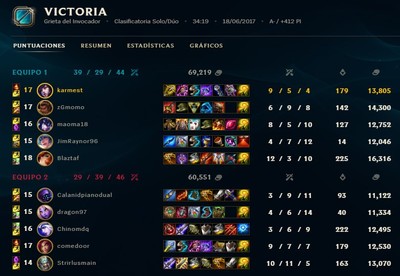 VICTORIA
Grieta del Invocador · Clasificatoria Solo/Dúo · 34:19 · 18/06/2017 · A- / +412 PI
PUNTUACIONES RESUMEN ESTADÍSTICAS GRÁFICOS
EQUIPO 1 39 / 29 / 44 69,219
17 karmest 9 / 5 / 4 179 13,805
17 zGmomo 6 / 9 / 8 142 14,300
16 maoma18 8 / 5 / 10 127 12,752
15 JimRaynor96 4 / 7 / 12 14 12,046
18 Blaztaf 12 / 3 / 10 225 16,316
EQUIPO 2 29 / 39 / 46 60,551
15 Calanidpianodual 3 / 9 / 11 93 11,122
15 dragon97 4 / 6 / 14 40 11,334
16 Chinomdq 3 / 6 / 9 222 12,495
17 comedoor 9 / 7 / 7 179 12,530
14 10 / 11 / 5 163 13,070